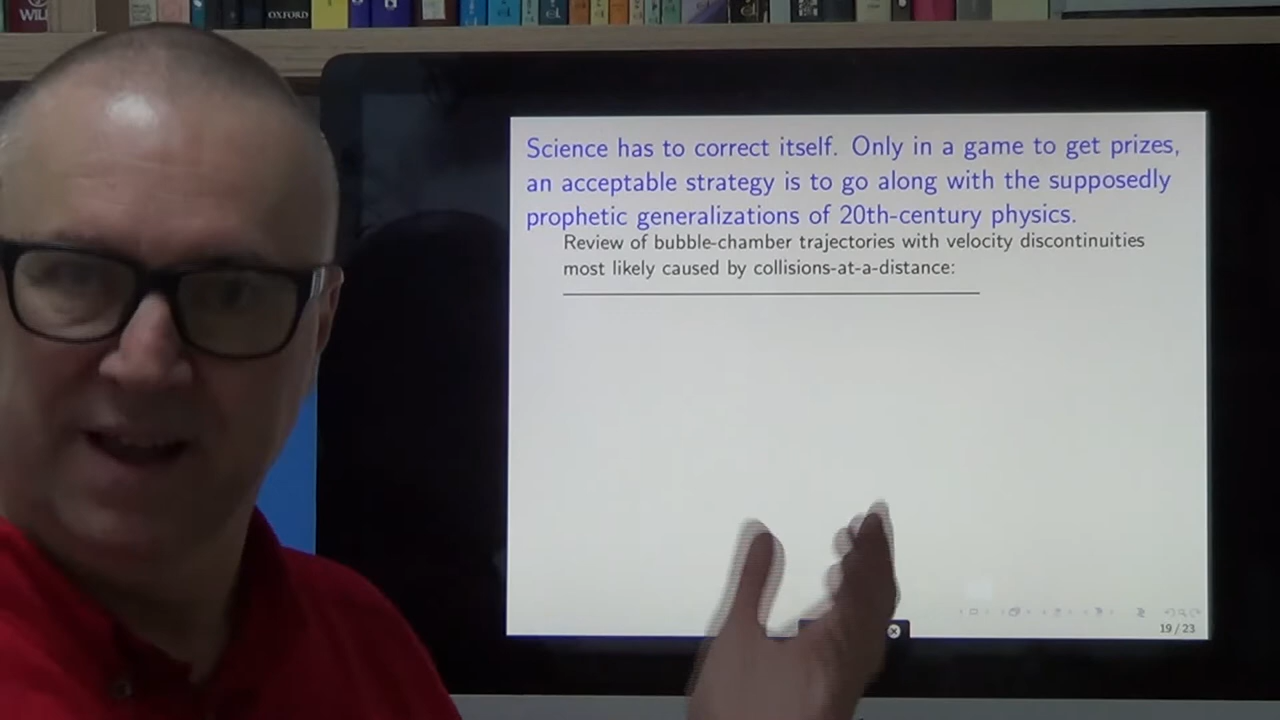 WIL
OXFORD
Science has to correct itself. Only in a game to get prizes,
an acceptable strategy is to go along with the supposedly
prophetic generalizations of 20th-century physics.
Review of bubble-chamber trajectories with velocity discontinuities
most likely caused by collisions-at-a-distance:
19 / 23